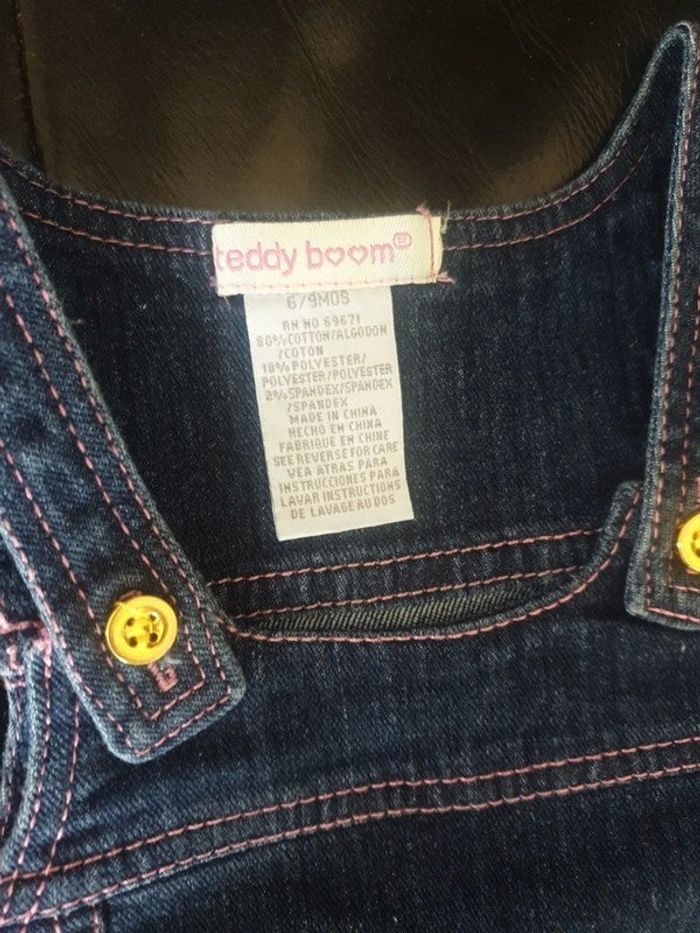 teddy b♡♡m®
6/9MOS
RN NO 69671
80%COTTON/ALGODON
/COTON
18%POLYESTER/
POLYESTER/POLYESTER
2%SPANDEX/SPANDEX
/SPANDEX
MADE IN CHINA
HECHO EN CHINA
FABRIQUE EN CHINE
SEE REVERSE FOR CARE
VEA ATRAS PARA
INSTRUCCIONES PARA
LAVAR INSTRUCTIONS
DE LAVAGE AU DOS